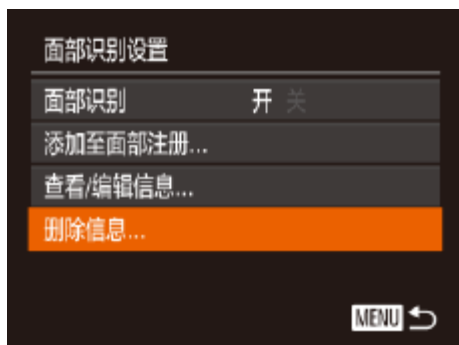 面部识别设置
面部识别 开 关
添加至面部注册...
查看/编辑信息...
删除信息...
MENU